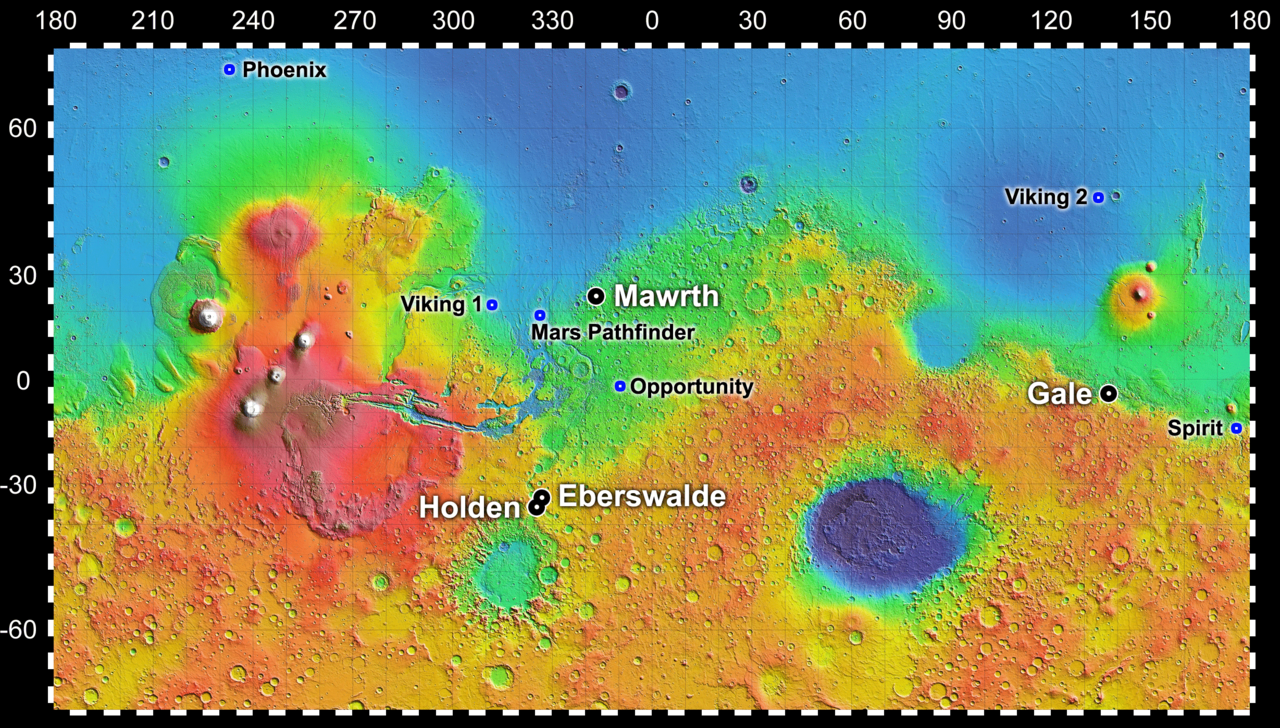 180 210 240 270 300 330 0 30 60 90 120 150 180
Phoenix
60
Viking 2
30
Mawrth
Viking 1
Mars Pathfinder
0
Opportunity
Gale
Spirit
-30
Eberswalde
Holden
-60